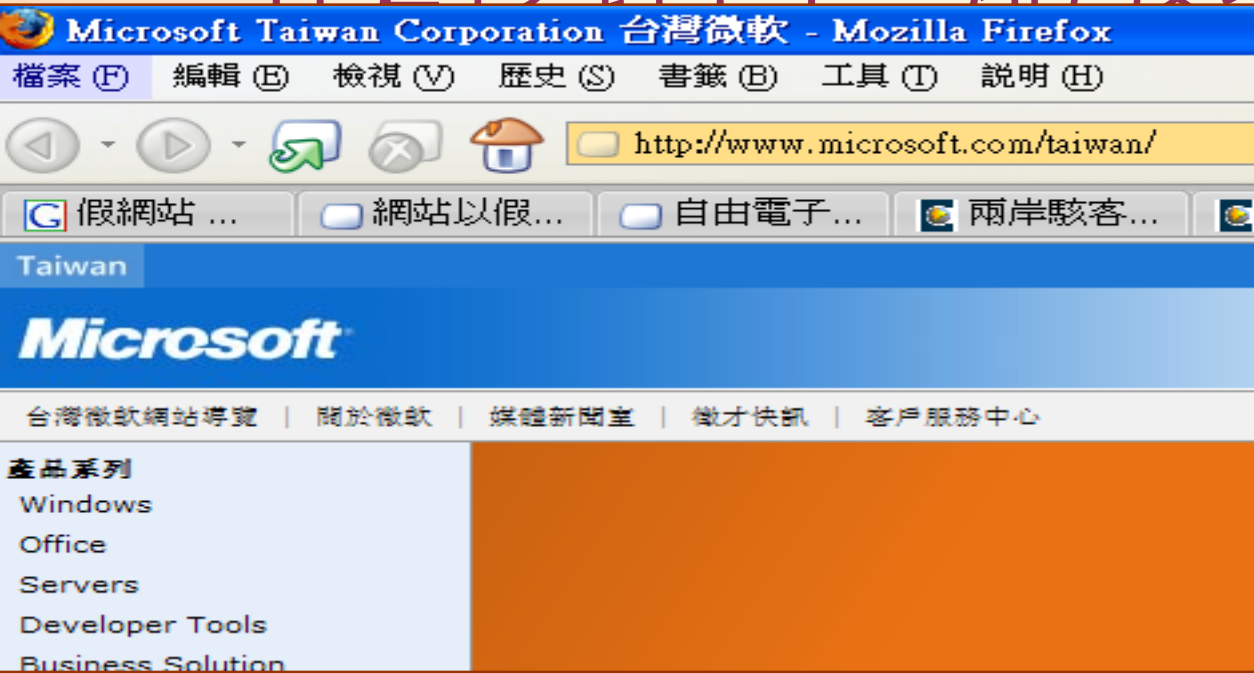 Microsoft Taiwan Corporation 台灣微軟 - Mozilla Firefox
檔案 (F) 編輯 (E) 檢視 (V) 歷史 (S) 書籤 (B) 工具 (T) 說明 (H)
http://www.microsoft.com/taiwan/
假網站 ... 網站以假... 自由電子... 兩岸駭客...
Taiwan
Microsoft
台灣微軟網站導覽 | 關於微軟 | 媒體新聞室 | 徵才快訊 | 客戶服務中心
產品系列
Windows
Office
Servers
Developer Tools
Business Solution